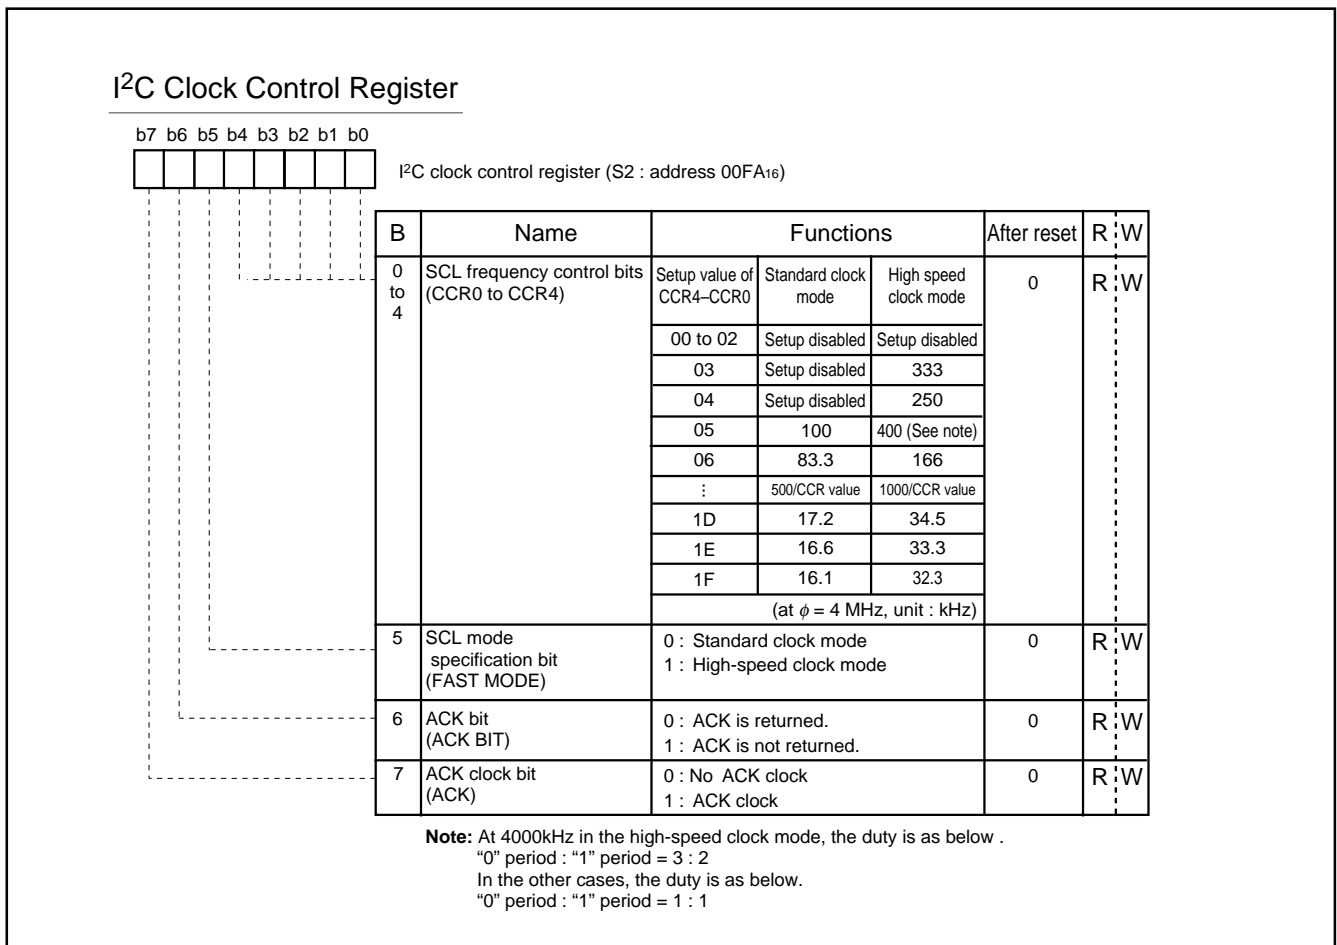 I²C Clock Control Register
b7 b6 b5 b4 b3 b2 b1 b0
I²C clock control register (S2 : address 00FA₁₆)
B Name Functions After reset R W
0 to 4 SCL frequency control bits (CCR0 to CCR4) 0 R W
Setup value of CCR4–CCR0 Standard clock mode High speed clock mode
00 to 02 Setup disabled Setup disabled
03 Setup disabled 333
04 Setup disabled 250
05 100 400 (See note)
06 83.3 166
⋮ 500/CCR value 1000/CCR value
1D 17.2 34.5
1E 16.6 33.3
1F 16.1 32.3
(at ϕ = 4 MHz, unit : kHz)
5 SCL mode specification bit (FAST MODE) 0 R W
0 : Standard clock mode
1 : High-speed clock mode
6 ACK bit (ACK BIT) 0 R W
0 : ACK is returned.
1 : ACK is not returned.
7 ACK clock bit (ACK) 0 R W
0 : No ACK clock
1 : ACK clock
Note: At 4000kHz in the high-speed clock mode, the duty is as below .
“0” period : “1” period = 3 : 2
In the other cases, the duty is as below.
“0” period : “1” period = 1 : 1